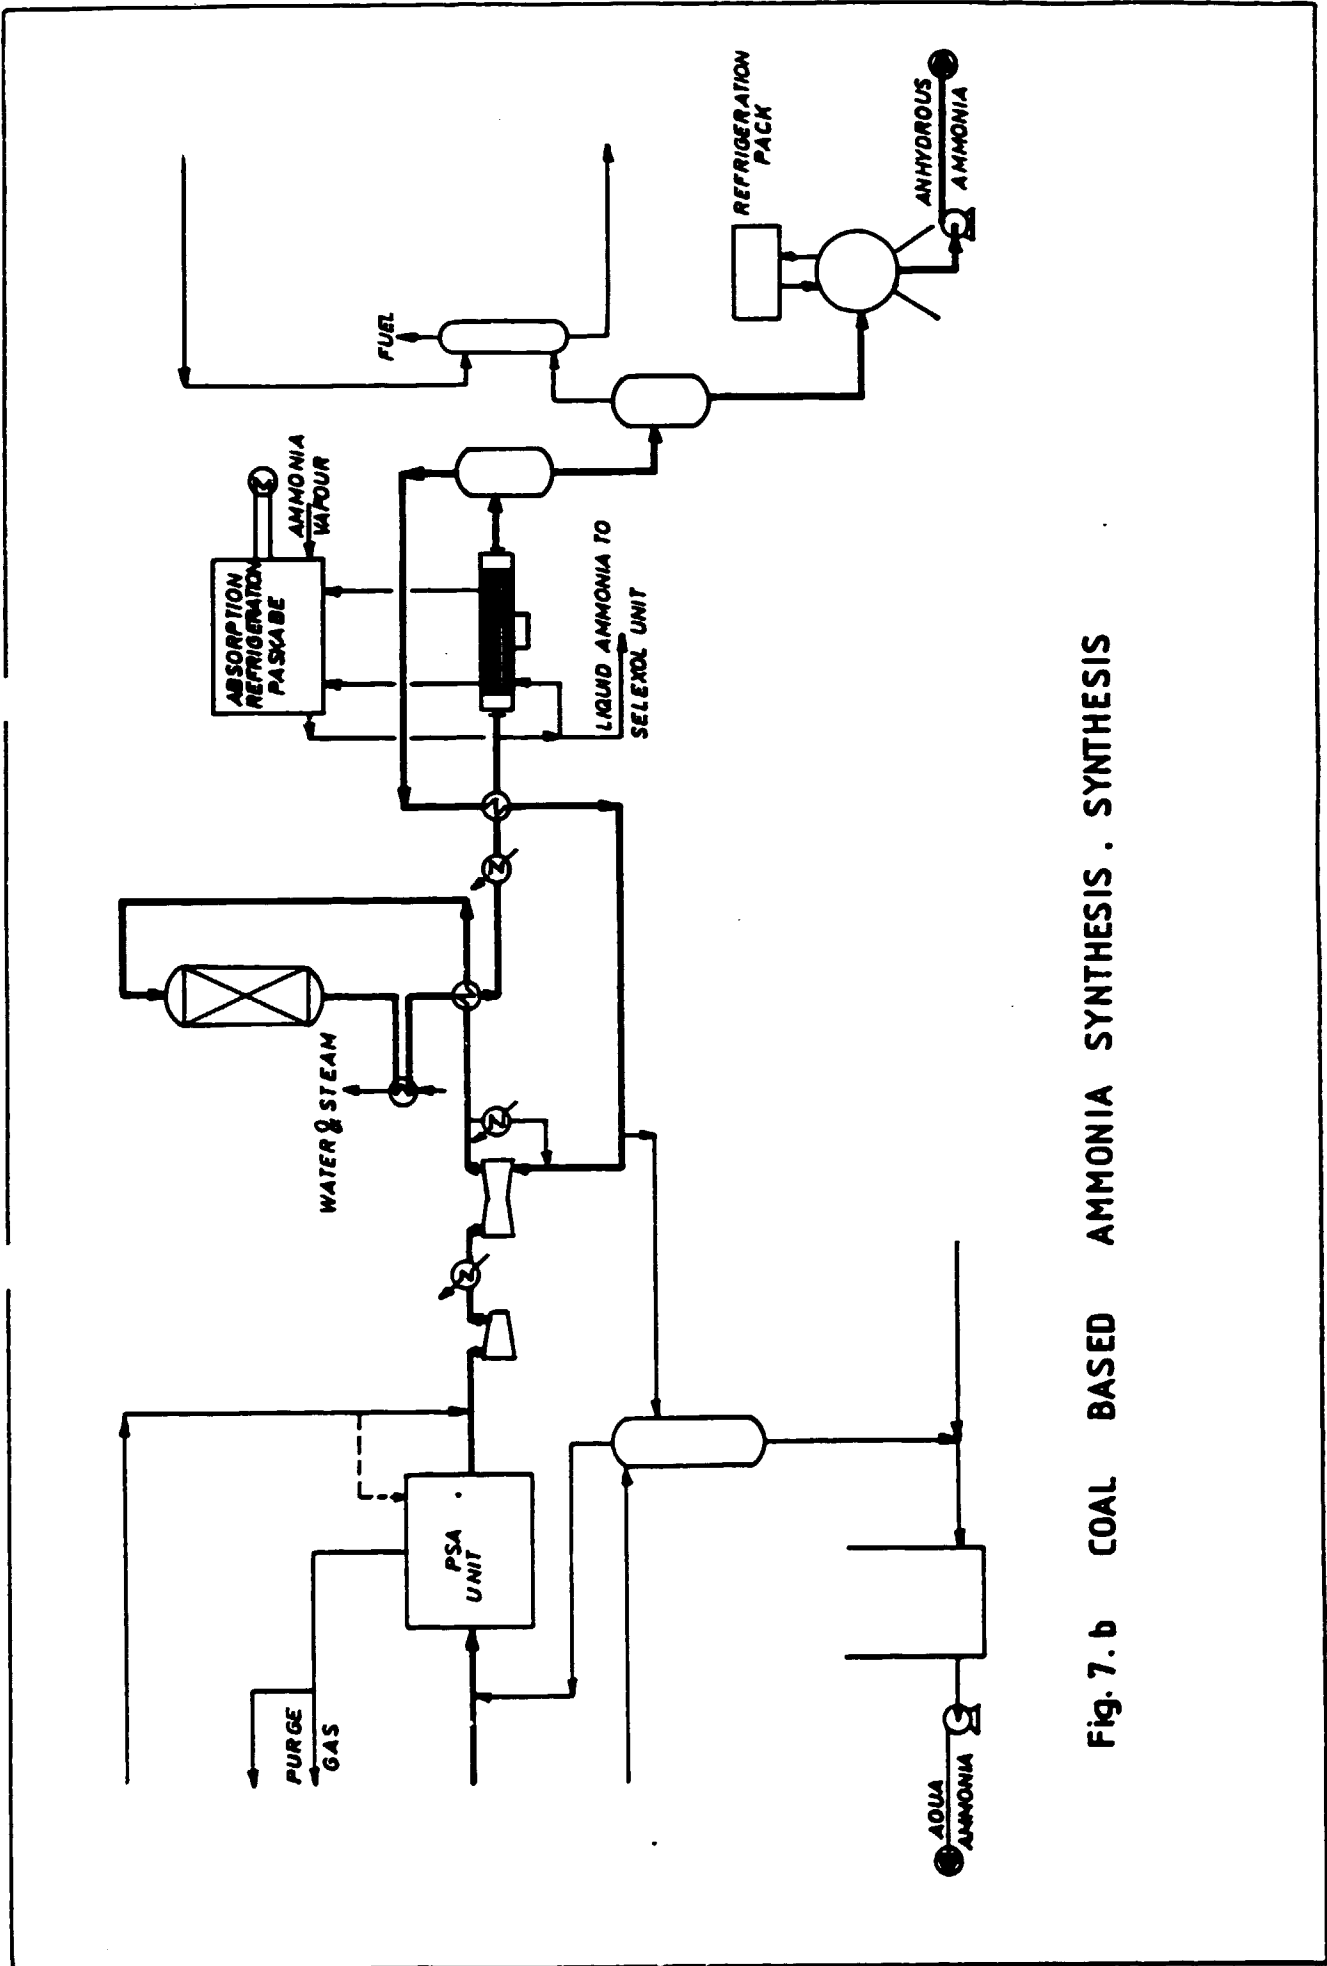 PURGE
GAS
PSA
UNIT
WATER & STEAM
ABSORPTION
REFRIGERATION
PASKABE
AMMONIA
VAPOUR
FUEL
LIQUID AMMONIA TO
SELEXOL UNIT
REFRIGERATION
PACK
ANHYDROUS
AMMONIA
AQUA
AMMONIA
Fig. 7.b COAL BASED AMMONIA SYNTHESIS. SYNTHESIS